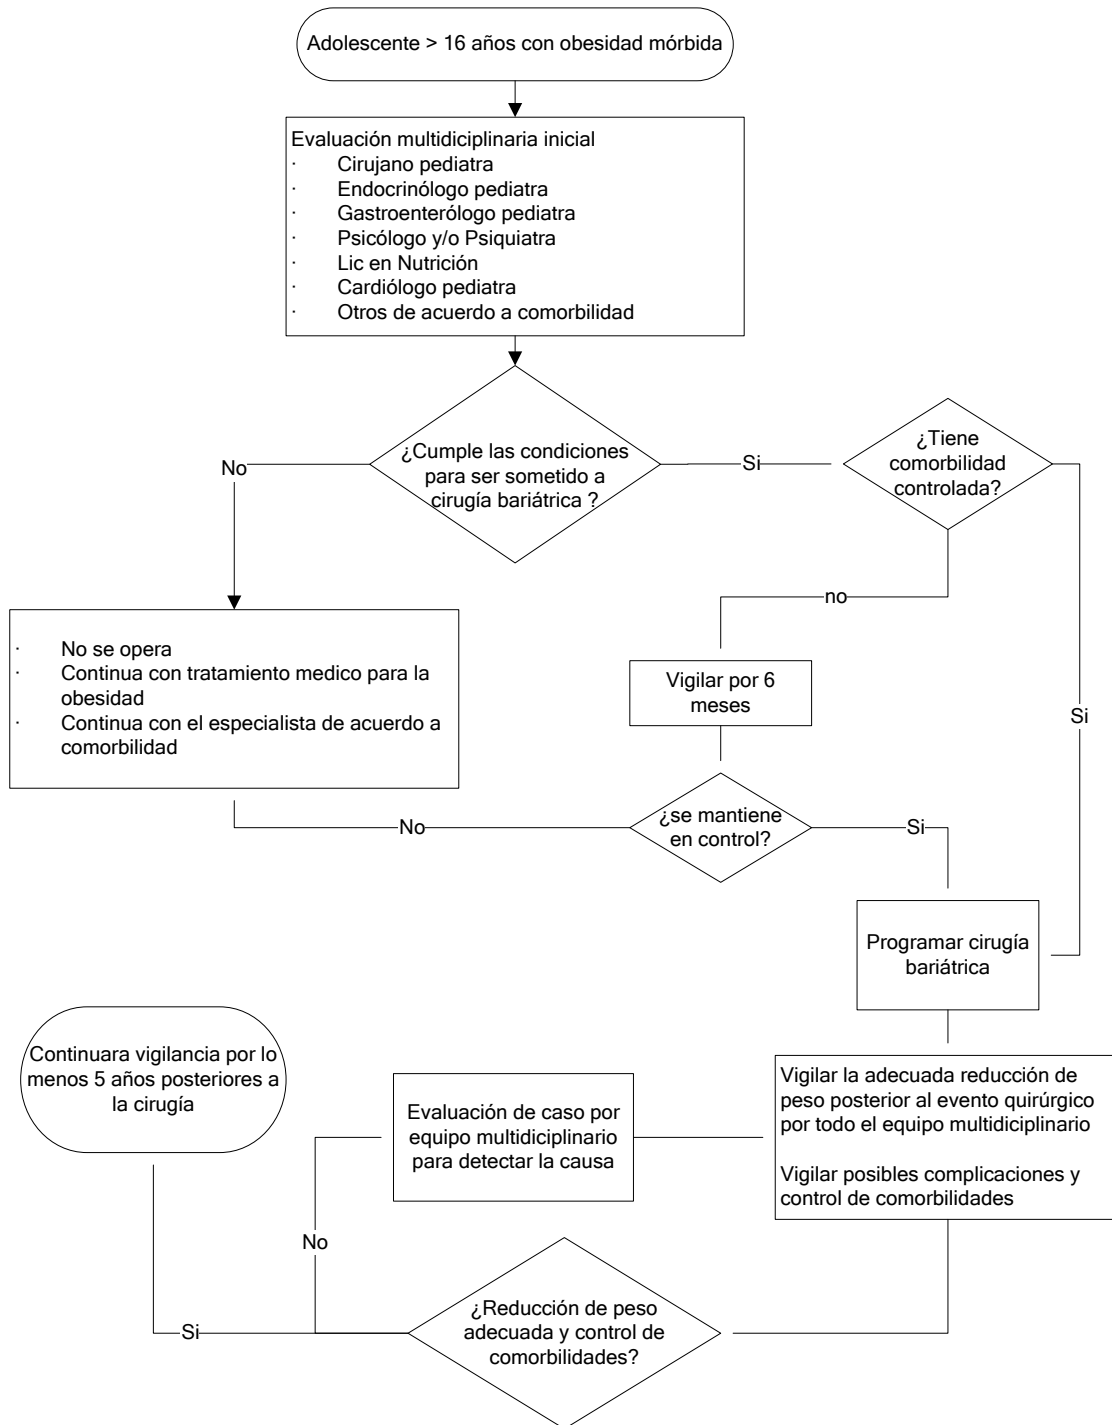 Adolescente > 16 años con obesidad mórbida
Evaluación multidiciplinaria inicial
· Cirujano pediatra
· Endocrinólogo pediatra
· Gastroenterólogo pediatra
· Psicólogo y/o Psiquiatra
· Lic en Nutrición
· Cardiólogo pediatra
· Otros de acuerdo a comorbilidad
¿Cumple las condiciones
para ser sometido a
cirugía bariátrica ?
No
Si
¿Tiene
comorbilidad
controlada?
no
Si
· No se opera
· Continua con tratamiento medico para la
obesidad
· Continua con el especialista de acuerdo a
comorbilidad
Vigilar por 6
meses
¿se mantiene
en control?
No
Si
Programar cirugía
bariátrica
Continuara vigilancia por lo
menos 5 años posteriores a
la cirugía
Evaluación de caso por
equipo multidiciplinario
para detectar la causa
Vigilar la adecuada reducción de
peso posterior al evento quirúrgico
por todo el equipo multidiciplinario
Vigilar posibles complicaciones y
control de comorbilidades
No
Si
¿Reducción de peso
adecuada y control de
comorbilidades?